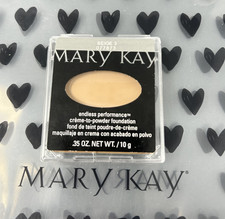 MARY KAY
endless performance™
crème-to-powder foundation
fond de teint poudre-de-crème
maquillaje en crema con acabado en polvo
.35 OZ. NET WT. / 10 g
MARY KAY